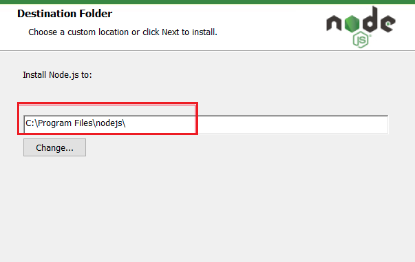 Destination Folder
Choose a custom location or click Next to install.
node
JS
Install Node.js to:
C:\Program Files\nodejs\
Change...